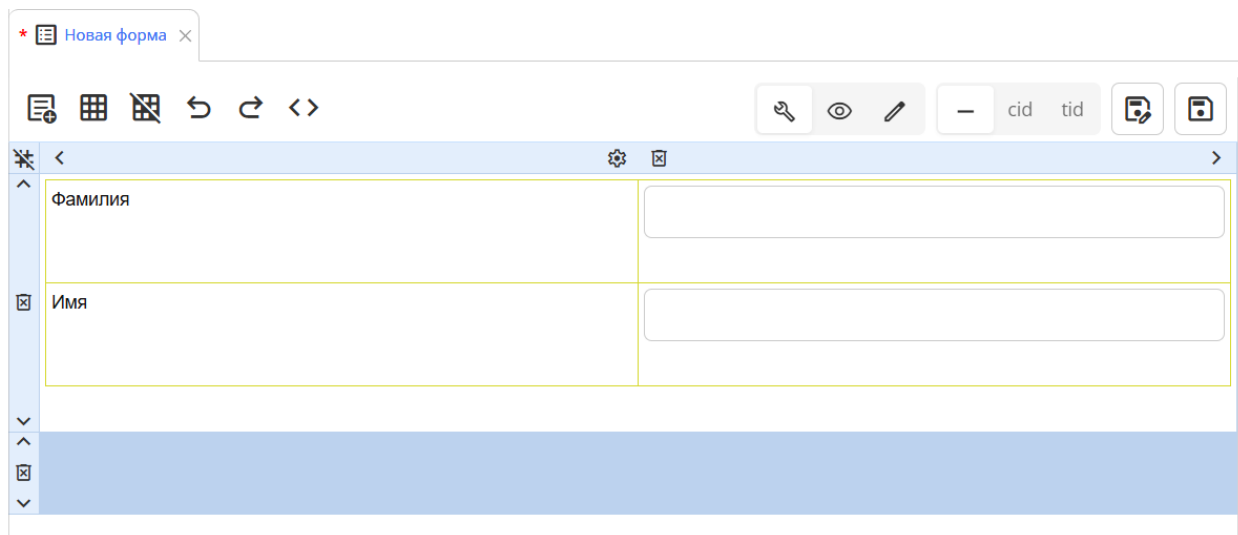 * Новая форма
cid tid
Фамилия
Имя